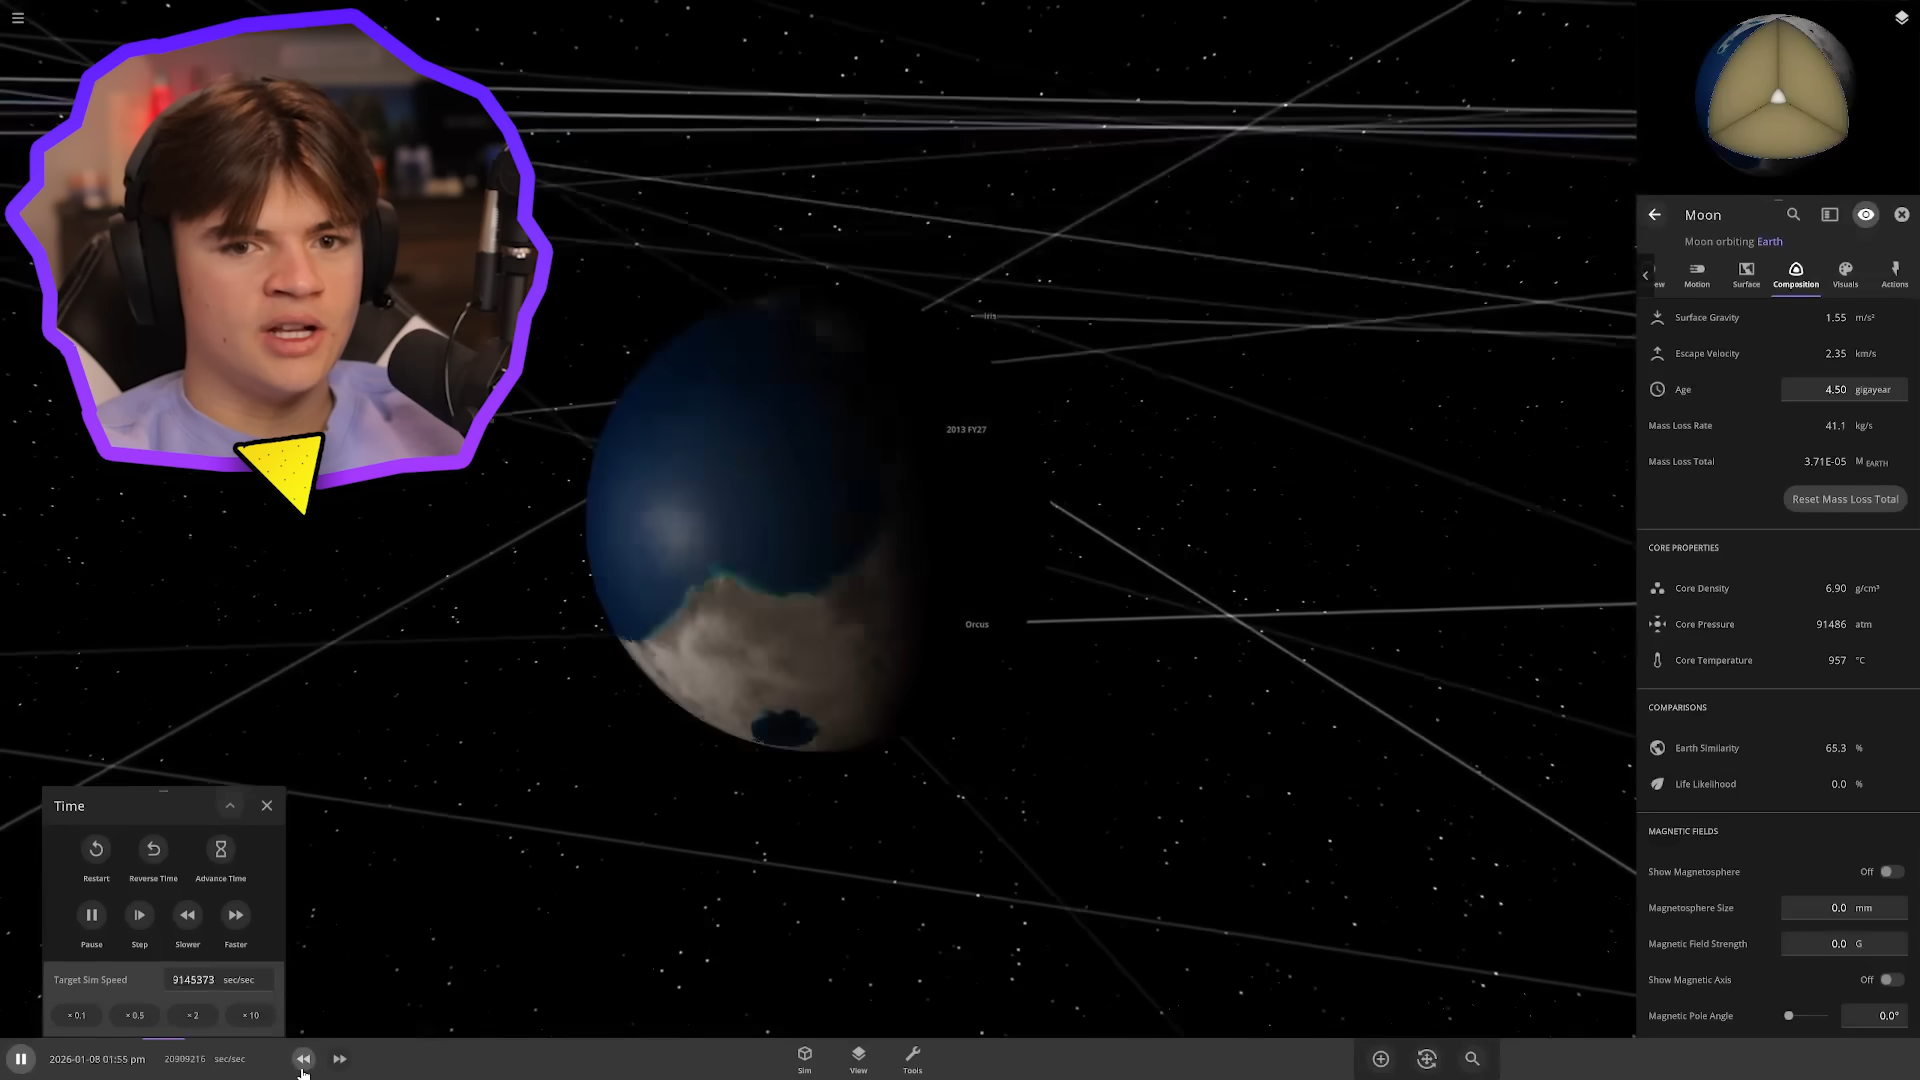 Moon
Moon orbiting Earth
ew
Motion
Surface
Composition
Visuals
Actions
Surface Gravity 1.55 m/s²
Escape Velocity 2.35 km/s
Age 4.50 gigayear
Mass Loss Rate 41.1 kg/s
Mass Loss Total 3.71E-05 M EARTH
Reset Mass Loss Total
CORE PROPERTIES
Core Density 6.90 g/cm³
Core Pressure 91486 atm
Core Temperature 957 °C
COMPARISONS
Earth Similarity 65.3 %
Life Likelihood 0.0 %
MAGNETIC FIELDS
Show Magnetosphere Off
Magnetosphere Size 0.0 mm
Magnetic Field Strength 0.0 G
Show Magnetic Axis Off
Magnetic Pole Angle 0.0°
Iris
2013 FY27
Orcus
Time
Restart Reverse Time Advance Time
Pause Step Slower Faster
Target Sim Speed 9145373 sec/sec
× 0.1 × 0.5 × 2 × 10
2026-01-08 01:55 pm 20909216 sec/sec
Sim View Tools